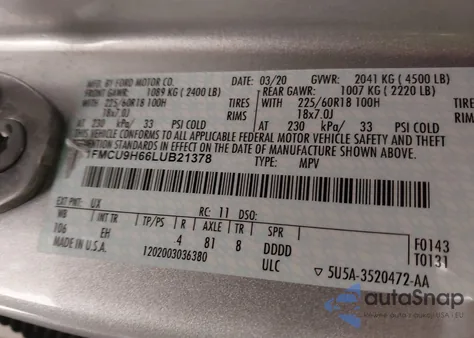 MFD. BY FORD MOTOR CO.
DATE: 03/20 GVWR: 2041 KG ( 4500 LB)
FRONT GAWR: 1089 KG ( 2400 LB) REAR GAWR: 1007 KG ( 2220 LB)
WITH 225/60R18 100H TIRES WITH 225/60R18 100H
18x7.0J RIMS 18x7.0J
AT 230 kPa/ 33 PSI COLD AT 230 kPa/ 33 PSI COLD
THIS VEHICLE CONFORMS TO ALL APPLICABLE FEDERAL MOTOR VEHICLE SAFETY AND THEFT
PREVENTION STANDARDS IN EFFECT ON THE DATE OF MANUFACTURE SHOWN ABOVE.
VIN: 1FMCU9H66LUB21378 TYPE: MPV
EXT PNT: UX RC: 11 DSO:
WB INT TR TP/PS R AXLE TR SPR
106 EH 4 81 8 DDDD
MADE IN U.S.A. 1202003036380 ULC
F0143
T0131
5U5A-3520472-AA
autoSnap